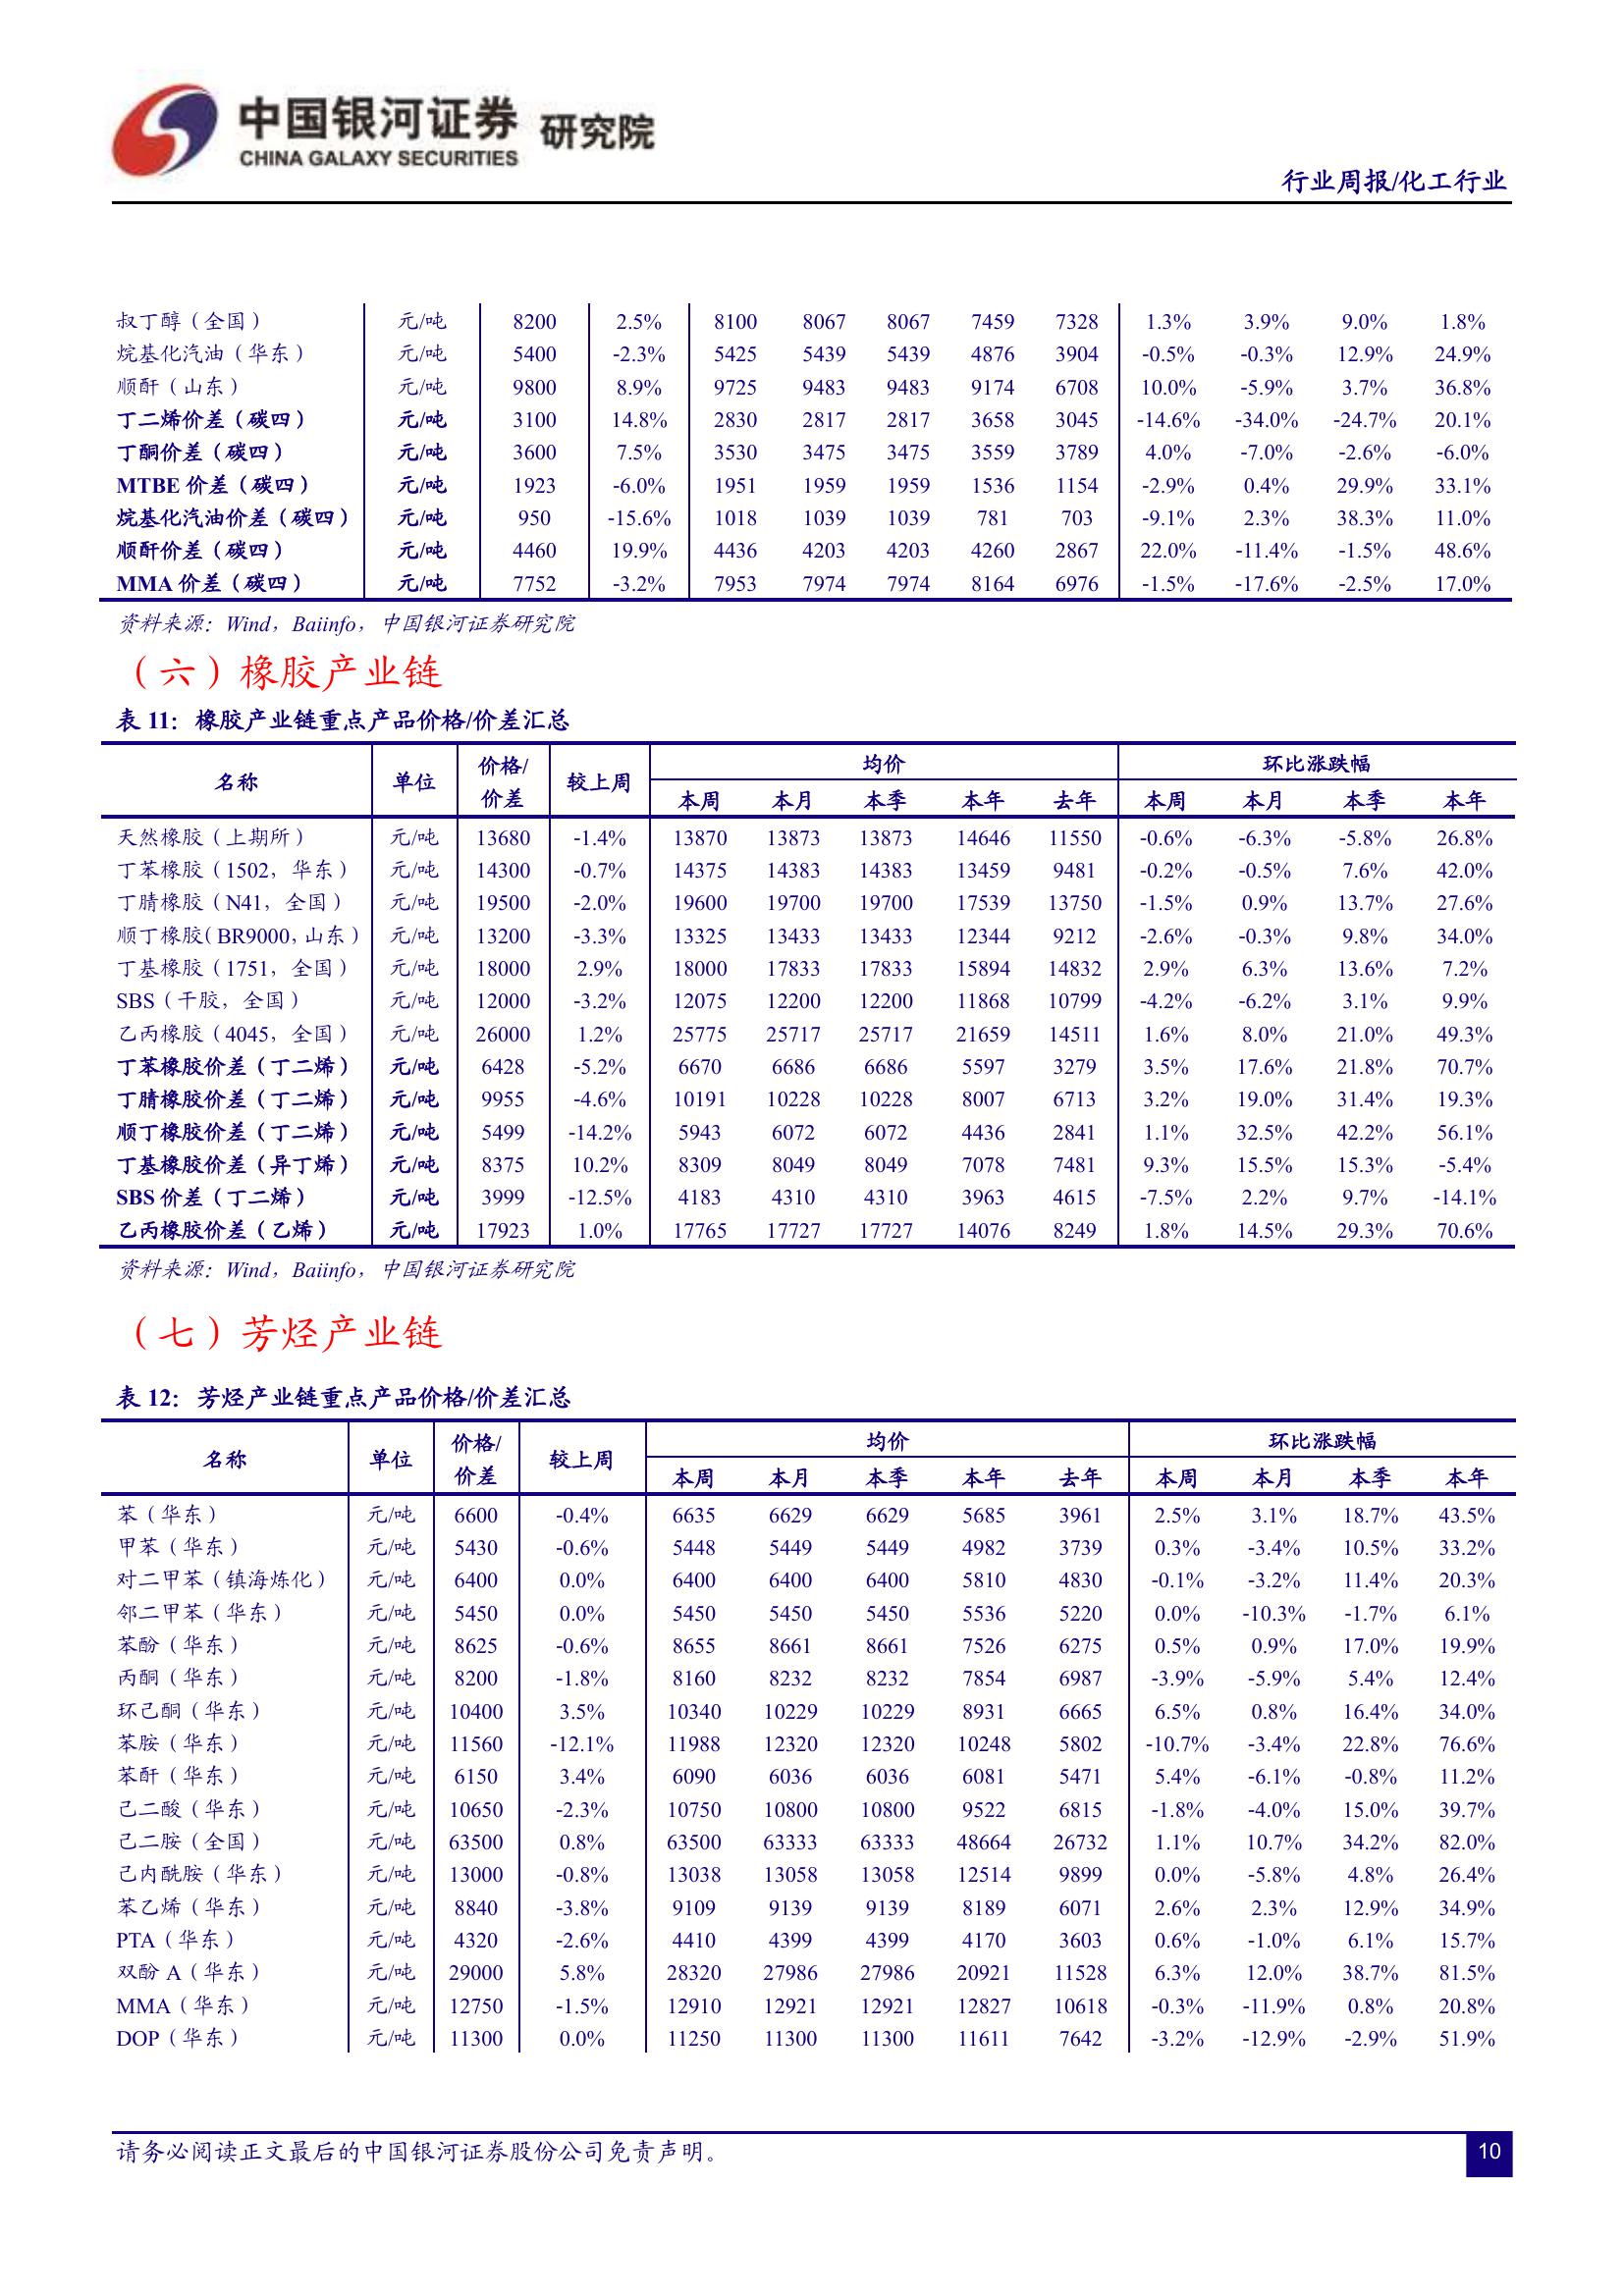 中国银河证券 研究院
CHINA GALAXY SECURITIES
行业周报/化工行业
叔丁醇（全国） 元/吨 8200 2.5% 8100 8067 8067 7459 7328 1.3% 3.9% 9.0% 1.8%
烷基化汽油（华东） 元/吨 5400 -2.3% 5425 5439 5439 4876 3904 -0.5% -0.3% 12.9% 24.9%
顺酐（山东） 元/吨 9800 8.9% 9725 9483 9483 9174 6708 10.0% -5.9% 3.7% 36.8%
丁二烯价差（碳四） 元/吨 3100 14.8% 2830 2817 2817 3658 3045 -14.6% -34.0% -24.7% 20.1%
丁酮价差（碳四） 元/吨 3600 7.5% 3530 3475 3475 3559 3789 4.0% -7.0% -2.6% -6.0%
MTBE 价差（碳四） 元/吨 1923 -6.0% 1951 1959 1959 1536 1154 -2.9% 0.4% 29.9% 33.1%
烷基化汽油价差（碳四） 元/吨 950 -15.6% 1018 1039 1039 781 703 -9.1% 2.3% 38.3% 11.0%
顺酐价差（碳四） 元/吨 4460 19.9% 4436 4203 4203 4260 2867 22.0% -11.4% -1.5% 48.6%
MMA 价差（碳四） 元/吨 7752 -3.2% 7953 7974 7974 8164 6976 -1.5% -17.6% -2.5% 17.0%
资料来源：Wind，Baiinfo，中国银河证券研究院
（六）橡胶产业链
表 11：橡胶产业链重点产品价格/价差汇总
名称 单位 价格/价差 较上周 均价 环比涨跌幅
本周 本月 本季 本年 去年 本周 本月 本季 本年
天然橡胶（上期所） 元/吨 13680 -1.4% 13870 13873 13873 14646 11550 -0.6% -6.3% -5.8% 26.8%
丁苯橡胶（1502，华东） 元/吨 14300 -0.7% 14375 14383 14383 13459 9481 -0.2% -0.5% 7.6% 42.0%
丁腈橡胶（N41，全国） 元/吨 19500 -2.0% 19600 19700 19700 17539 13750 -1.5% 0.9% 13.7% 27.6%
顺丁橡胶（BR9000，山东） 元/吨 13200 -3.3% 13325 13433 13433 12344 9212 -2.6% -0.3% 9.8% 34.0%
丁基橡胶（1751，全国） 元/吨 18000 2.9% 18000 17833 17833 15894 14832 2.9% 6.3% 13.6% 7.2%
SBS（干胶，全国） 元/吨 12000 -3.2% 12075 12200 12200 11868 10799 -4.2% -6.2% 3.1% 9.9%
乙丙橡胶（4045，全国） 元/吨 26000 1.2% 25775 25717 25717 21659 14511 1.6% 8.0% 21.0% 49.3%
丁苯橡胶价差（丁二烯） 元/吨 6428 -5.2% 6670 6686 6686 5597 3279 3.5% 17.6% 21.8% 70.7%
丁腈橡胶价差（丁二烯） 元/吨 9955 -4.6% 10191 10228 10228 8007 6713 3.2% 19.0% 31.4% 19.3%
顺丁橡胶价差（丁二烯） 元/吨 5499 -14.2% 5943 6072 6072 4436 2841 1.1% 32.5% 42.2% 56.1%
丁基橡胶价差（异丁烯） 元/吨 8375 10.2% 8309 8049 8049 7078 7481 9.3% 15.5% 15.3% -5.4%
SBS 价差（丁二烯） 元/吨 3999 -12.5% 4183 4310 4310 3963 4615 -7.5% 2.2% 9.7% -14.1%
乙丙橡胶价差（乙烯） 元/吨 17923 1.0% 17765 17727 17727 14076 8249 1.8% 14.5% 29.3% 70.6%
资料来源：Wind，Baiinfo，中国银河证券研究院
（七）芳烃产业链
表 12：芳烃产业链重点产品价格/价差汇总
名称 单位 价格/价差 较上周 均价 环比涨跌幅
本周 本月 本季 本年 去年 本周 本月 本季 本年
苯（华东） 元/吨 6600 -0.4% 6635 6629 6629 5685 3961 2.5% 3.1% 18.7% 43.5%
甲苯（华东） 元/吨 5430 -0.6% 5448 5449 5449 4982 3739 0.3% -3.4% 10.5% 33.2%
对二甲苯（镇海炼化） 元/吨 6400 0.0% 6400 6400 6400 5810 4830 -0.1% -3.2% 11.4% 20.3%
邻二甲苯（华东） 元/吨 5450 0.0% 5450 5450 5450 5536 5220 0.0% -10.3% -1.7% 6.1%
苯酚（华东） 元/吨 8625 -0.6% 8655 8661 8661 7526 6275 0.5% 0.9% 17.0% 19.9%
丙酮（华东） 元/吨 8200 -1.8% 8160 8232 8232 7854 6987 -3.9% -5.9% 5.4% 12.4%
环己酮（华东） 元/吨 10400 3.5% 10340 10229 10229 8931 6665 6.5% 0.8% 16.4% 34.0%
苯胺（华东） 元/吨 11560 -12.1% 11988 12320 12320 10248 5802 -10.7% -3.4% 22.8% 76.6%
苯酐（华东） 元/吨 6150 3.4% 6090 6036 6036 6081 5471 5.4% -6.1% -0.8% 11.2%
己二酸（华东） 元/吨 10650 -2.3% 10750 10800 10800 9522 6815 -1.8% -4.0% 15.0% 39.7%
己二胺（全国） 元/吨 63500 0.8% 63500 63333 63333 48664 26732 1.1% 10.7% 34.2% 82.0%
己内酰胺（华东） 元/吨 13000 -0.8% 13038 13058 13058 12514 9899 0.0% -5.8% 4.8% 26.4%
苯乙烯（华东） 元/吨 8840 -3.8% 9109 9139 9139 8189 6071 2.6% 2.3% 12.9% 34.9%
PTA（华东） 元/吨 4320 -2.6% 4410 4399 4399 4170 3603 0.6% -1.0% 6.1% 15.7%
双酚 A（华东） 元/吨 29000 5.8% 28320 27986 27986 20921 11528 6.3% 12.0% 38.7% 81.5%
MMA（华东） 元/吨 12750 -1.5% 12910 12921 12921 12827 10618 -0.3% -11.9% 0.8% 20.8%
DOP（华东） 元/吨 11300 0.0% 11250 11300 11300 11611 7642 -3.2% -12.9% -2.9% 51.9%
请务必阅读正文最后的中国银河证券股份公司免责声明。
10